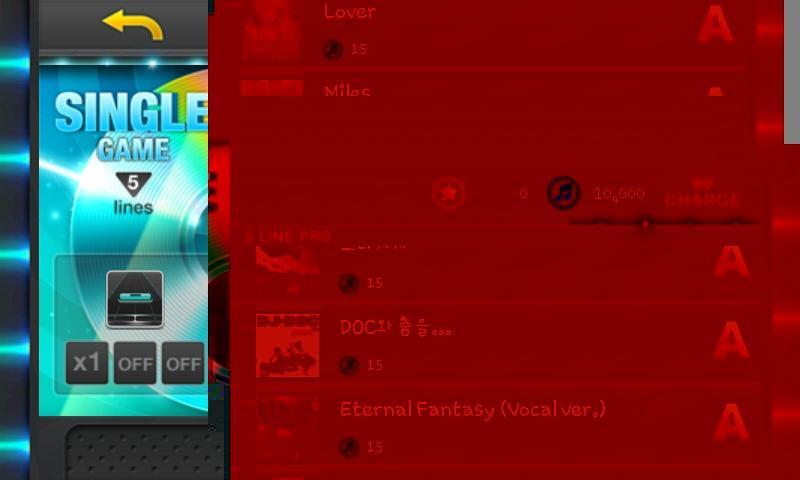 Lover
15
Miles
SINGLE
GAME
5
lines
0
10,000
CHARGE
5 LINE PRO
15
DOC와 춤을...
15
x1
OFF
OFF
Eternal Fantasy (Vocal ver.)
15
A
A
A
A